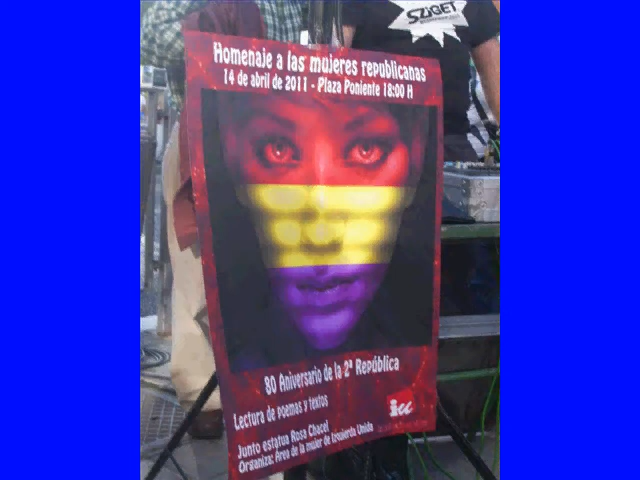 SZIGET
Homenaje a las mujeres republicanas
14 de abril de 2011 - Plaza Poniente 18:00 H
80 Aniversario de la 2ª República
Lectura de poemas y textos
iu
Junto estatua Rosa Chacel
Organiza: Área de la mujer de Izquierda Unida